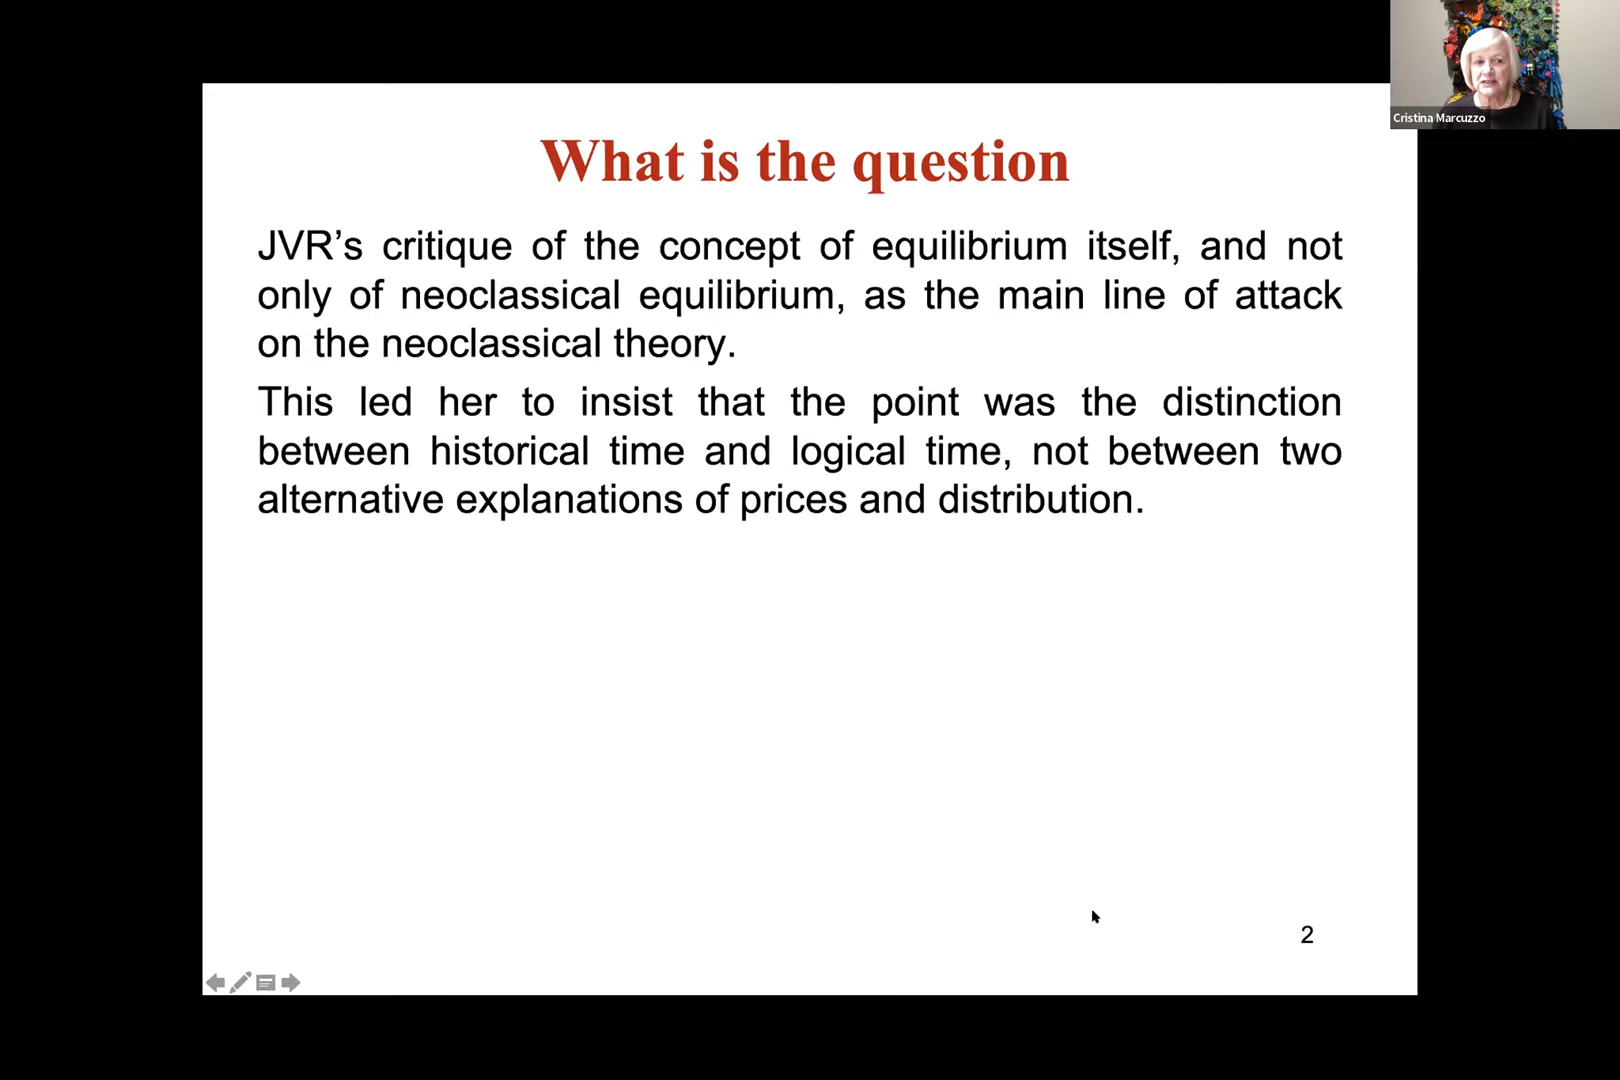 Cristina Marcuzzo
What is the question
JVR’s critique of the concept of equilibrium itself, and not
only of neoclassical equilibrium, as the main line of attack
on the neoclassical theory.
This led her to insist that the point was the distinction
between historical time and logical time, not between two
alternative explanations of prices and distribution.
2